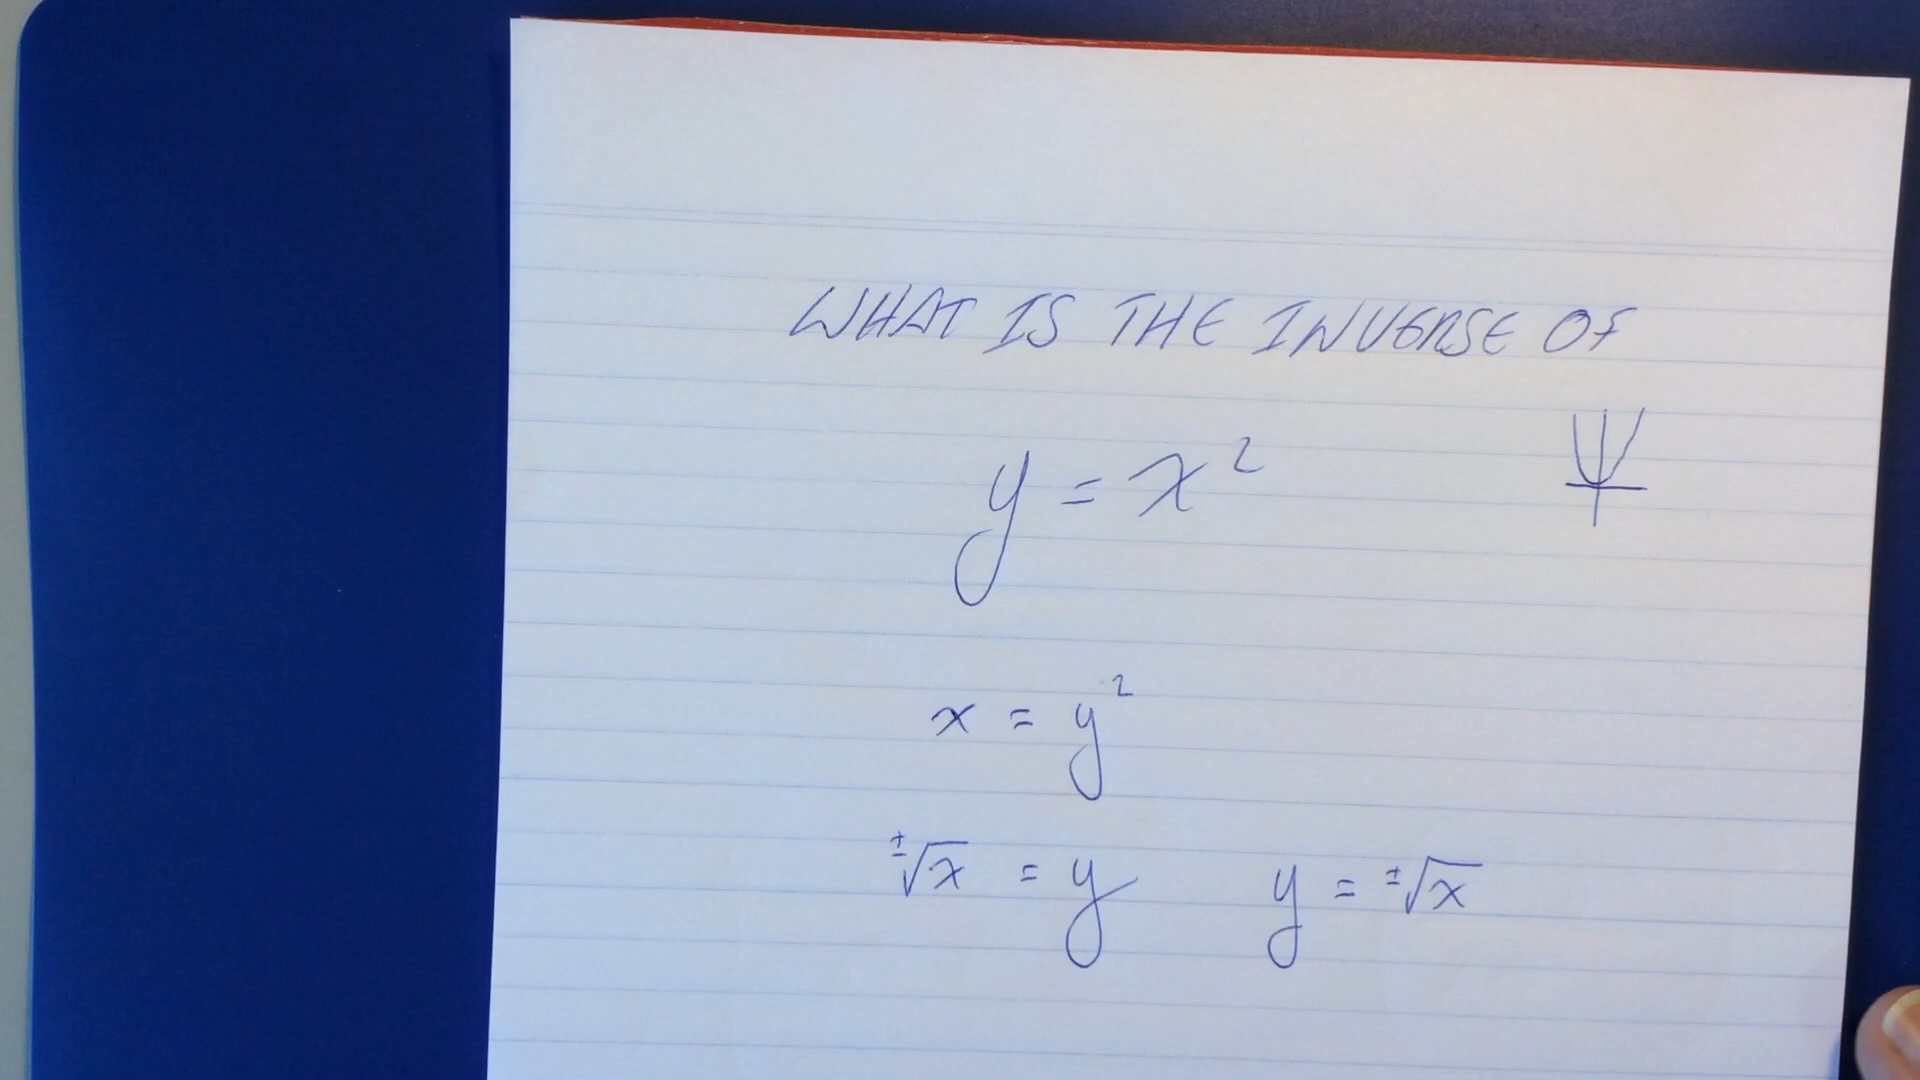 WHAT IS THE INVERSE OF
y = x²
x = y²
±√x = y y = ±√x